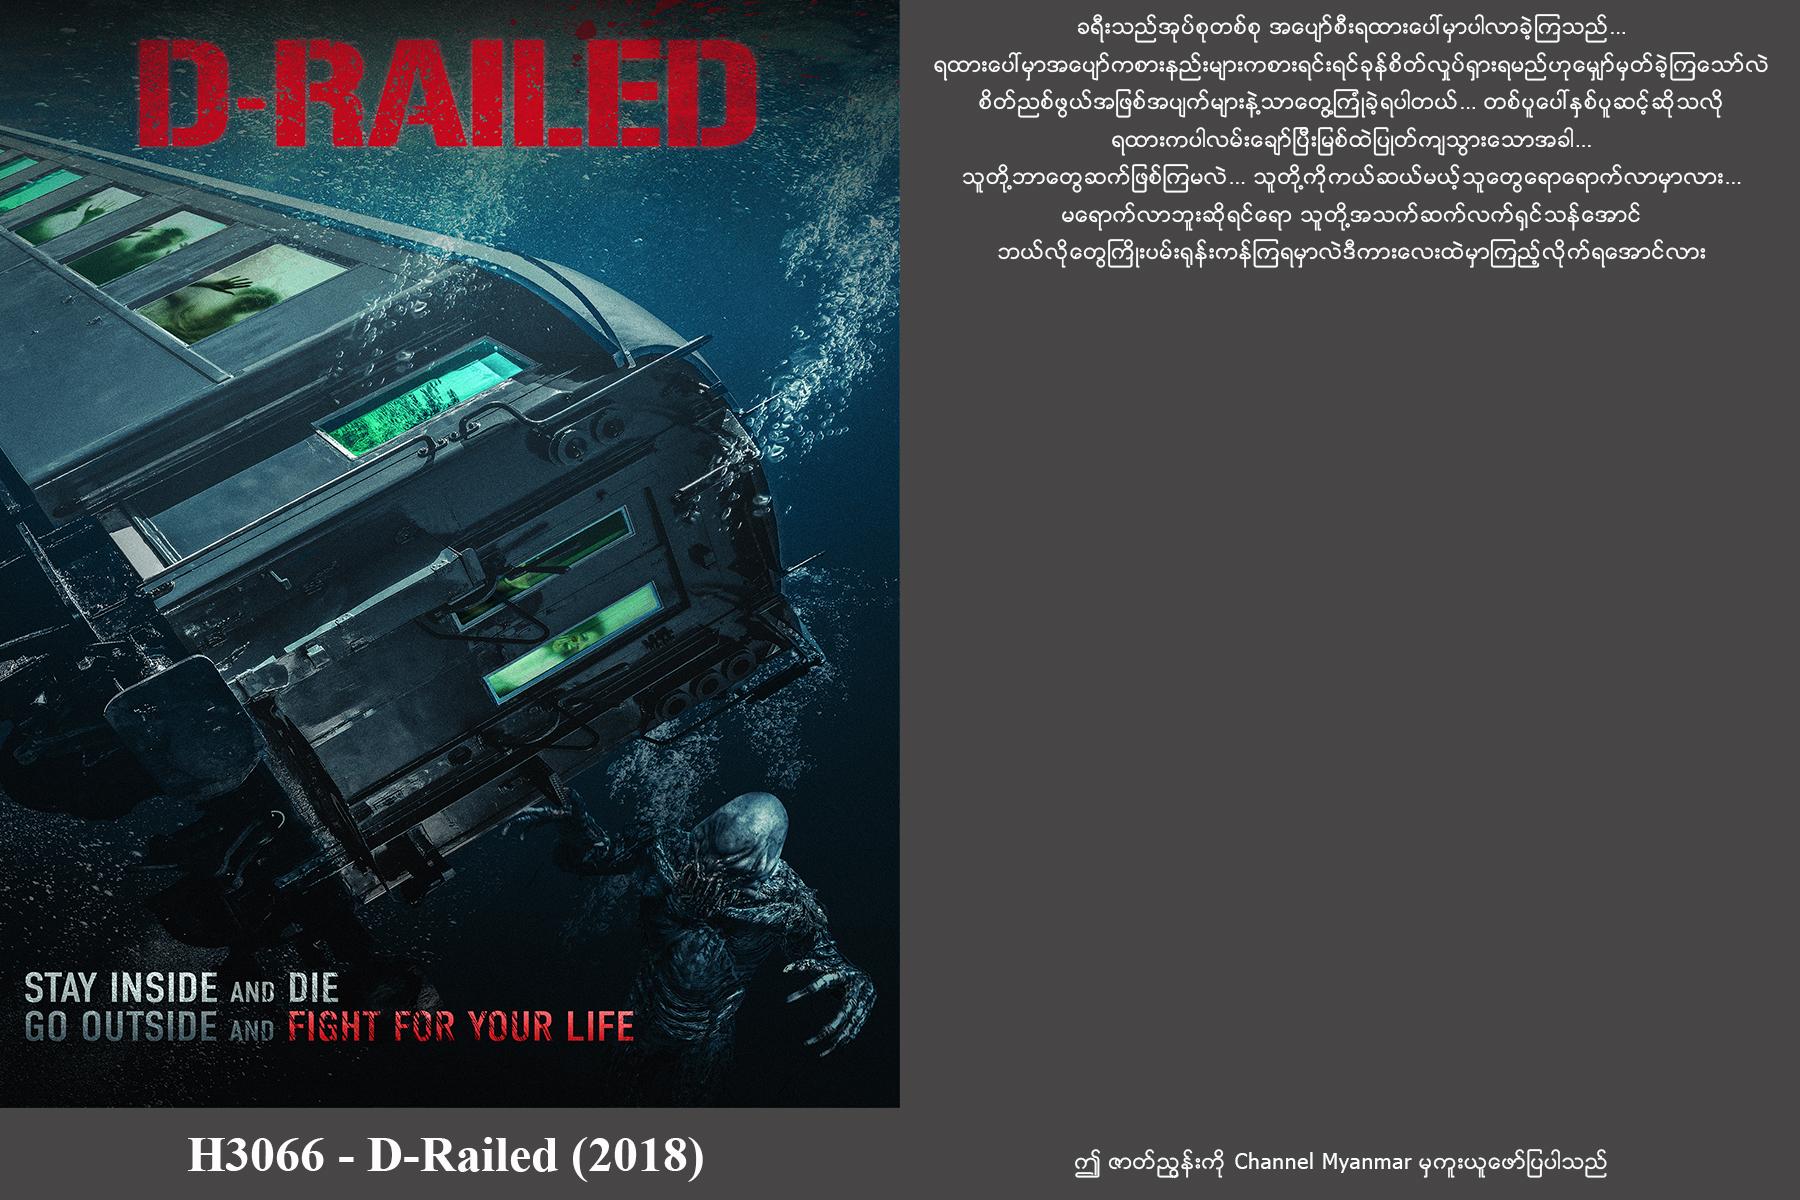 D-RAILED
STAY INSIDE AND DIE
GO OUTSIDE AND FIGHT FOR YOUR LIFE
H3066 - D-Railed (2018)
ခရီးသည်အုပ်စုတစ်စု အပျော်စီးရထားပေါ်မှာပါလာခဲ့ကြသည်...
ရထားပေါ်မှာအပျော်ကစားနည်းများကစားရင်းရင်ခုန်စိတ်လှုပ်ရှားရမည်ဟုမျှော်မှတ်ခဲ့ကြသော်လဲ
စိတ်ညစ်ဖွယ်အဖြစ်အပျက်များနဲ့သာတွေ့ကြုံခဲ့ရပါတယ်... တစ်ပူပေါ်နှစ်ပူဆင့်ဆိုသလို
ရထားကပါလမ်းချော်ပြီးမြစ်ထဲပြုတ်ကျသွားသောအခါ...
သူတို့ဘာတွေဆက်ဖြစ်ကြမလဲ... သူတို့ကိုကယ်ဆယ်မယ့်သူတွေရောရောက်လာမှာလား...
မရောက်လာဘူးဆိုရင်ရော သူတို့အသက်ဆက်လက်ရှင်သန်အောင်
ဘယ်လိုတွေကြိုးပမ်းရုန်းကန်ကြရမှာလဲဒီကားလေးထဲမှာကြည့်လိုက်ရအောင်လား
ဤ ဇာတ်ညွှန်းကို Channel Myanmar မှကူးယူဖော်ပြပါသည်